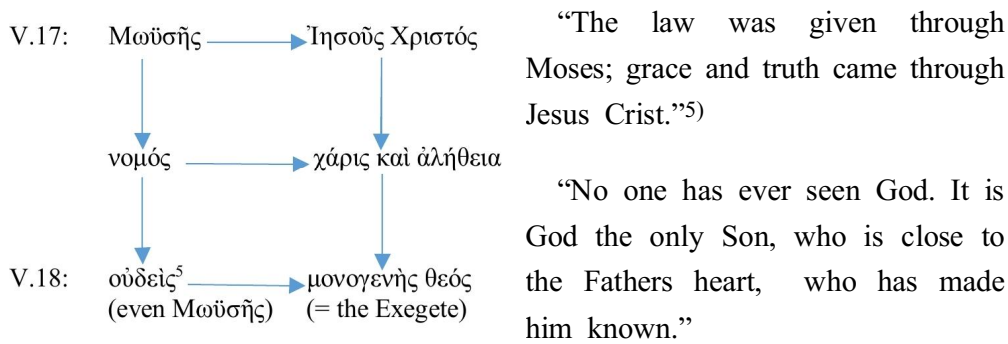 V.17: Μωϋσῆς Ἰησοῦς Χριστός
νομός χάρις καὶ ἀλήθεια
V.18: οὐδεὶς5 μονογενὴς θεός
(even Μωϋσῆς) (= the Exegete)
“The law was given through
Moses; grace and truth came through
Jesus Crist.”5)
“No one has ever seen God. It is
God the only Son, who is close to
the Fathers heart, who has made
him known.”